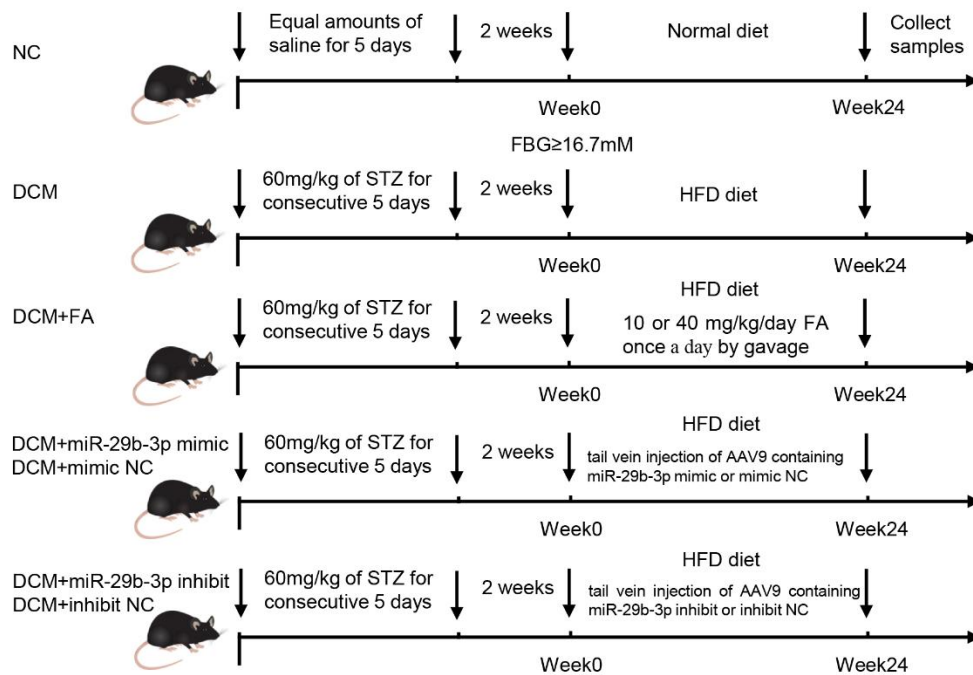 NC
Equal amounts of
saline for 5 days
2 weeks
Normal diet
Collect
samples
Week0
Week24
FBG≥16.7mM
DCM
60mg/kg of STZ for
consecutive 5 days
2 weeks
HFD diet
Week0
Week24
DCM+FA
60mg/kg of STZ for
consecutive 5 days
2 weeks
HFD diet
10 or 40 mg/kg/day FA
once a day by gavage
Week0
Week24
DCM+miR-29b-3p mimic
DCM+mimic NC
60mg/kg of STZ for
consecutive 5 days
2 weeks
HFD diet
tail vein injection of AAV9 containing
miR-29b-3p mimic or mimic NC
Week0
Week24
DCM+miR-29b-3p inhibit
DCM+inhibit NC
60mg/kg of STZ for
consecutive 5 days
2 weeks
HFD diet
tail vein injection of AAV9 containing
miR-29b-3p inhibit or inhibit NC
Week0
Week24